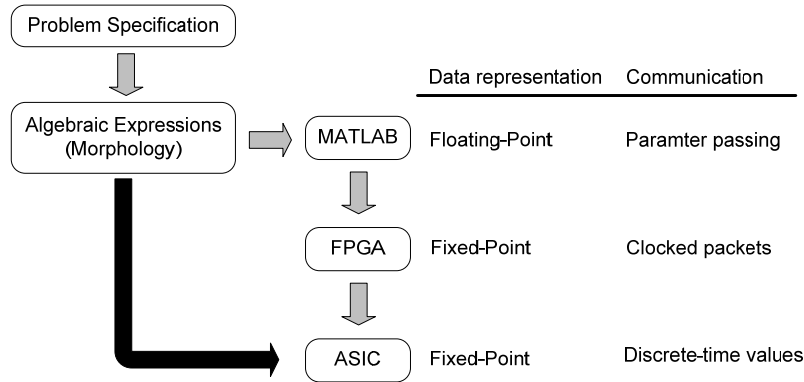 Problem Specification
Data representation Communication
Algebraic Expressions
(Morphology)
MATLAB Floating-Point Paramter passing
FPGA Fixed-Point Clocked packets
ASIC Fixed-Point Discrete-time values